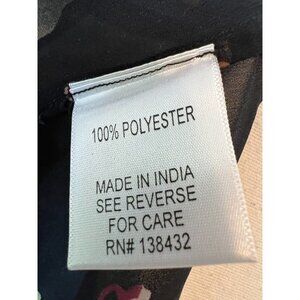 100% POLYESTER
MADE IN INDIA
SEE REVERSE
FOR CARE
RN# 138432